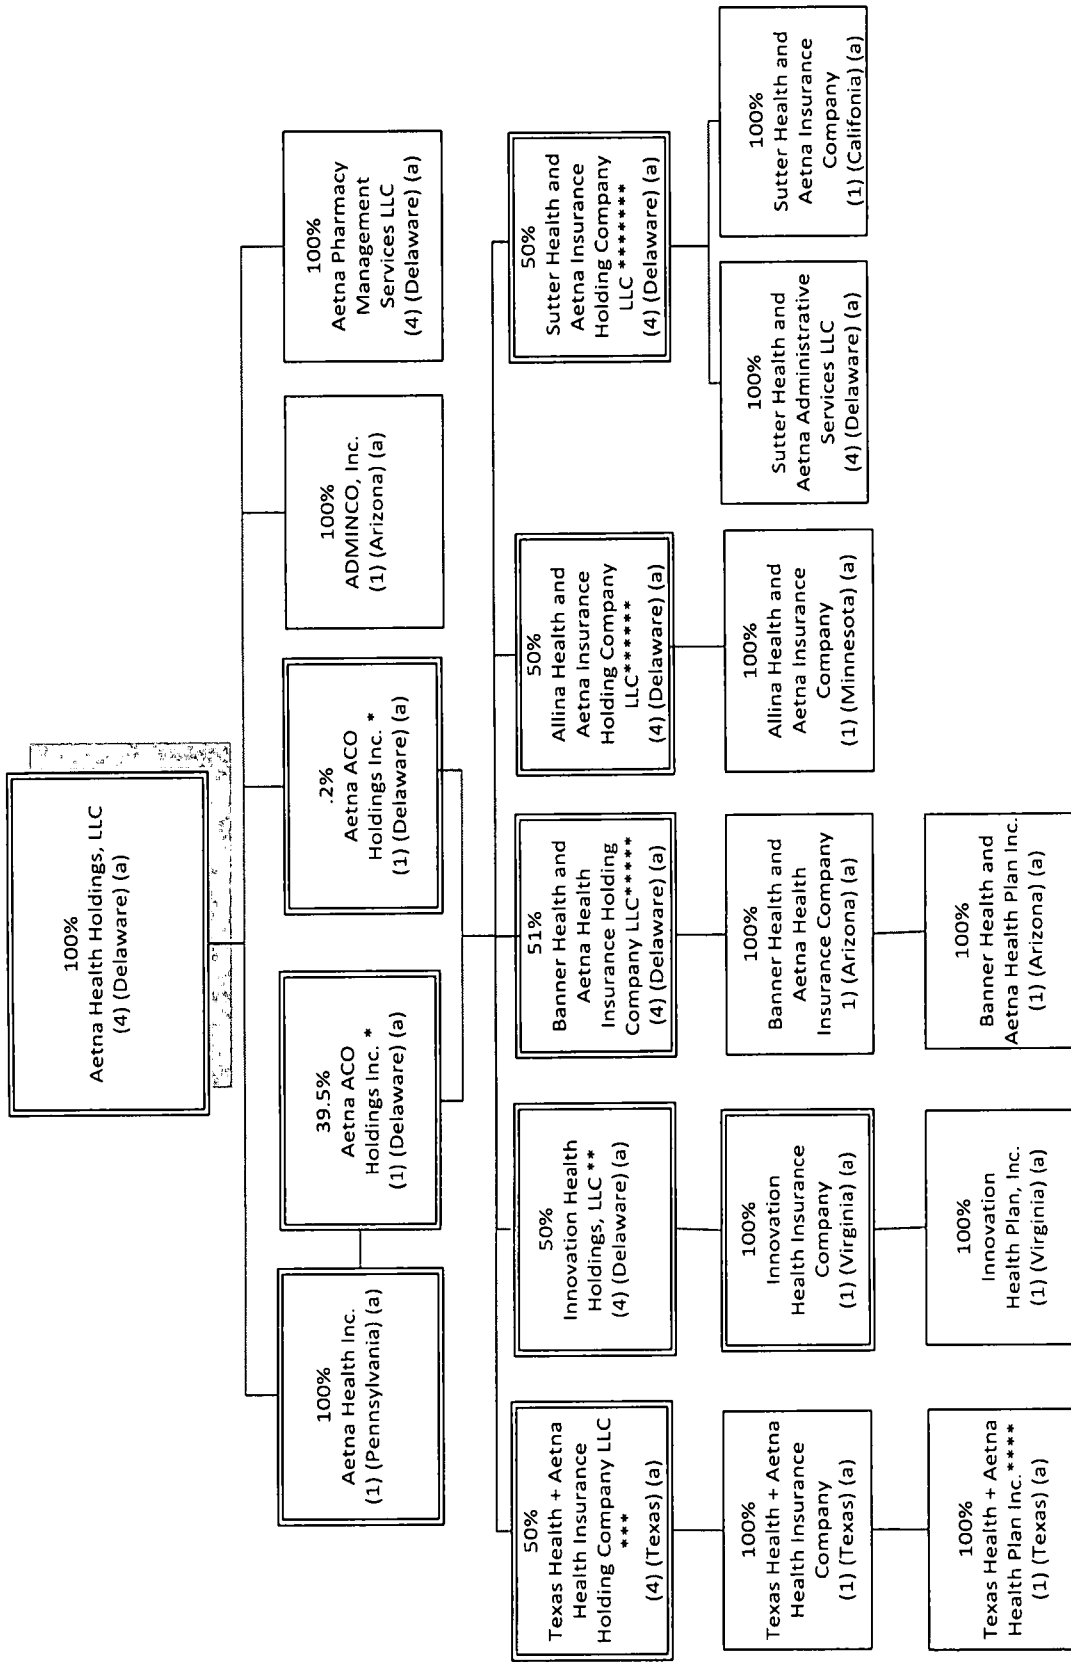 100%
Aetna Health Holdings, LLC
(4) (Delaware) (a)
100%
Aetna Health Inc.
(1) (Pennsylvania) (a)
39.5%
Aetna ACO
Holdings Inc. *
(1) (Delaware) (a)
.2%
Aetna ACO
Holdings Inc. *
(1) (Delaware) (a)
100%
ADMINCO, Inc.
(1) (Arizona) (a)
100%
Aetna Pharmacy
Management
Services LLC
(4) (Delaware) (a)
50%
Texas Health + Aetna
Health Insurance
Holding Company LLC
***
(4) (Texas) (a)
50%
Innovation Health
Holdings, LLC **
(4) (Delaware) (a)
51%
Banner Health and
Aetna Health
Insurance Holding
Company LLC*****
(4) (Delaware) (a)
50%
Allina Health and
Aetna Insurance
Holding Company
LLC******
(4) (Delaware) (a)
50%
Sutter Health and
Aetna Insurance
Holding Company
LLC *******
(4) (Delaware) (a)
100%
Texas Health + Aetna
Health Insurance
Company
(1) (Texas) (a)
100%
Innovation
Health Insurance
Company
(1) (Virginia) (a)
100%
Banner Health and
Aetna Health
Insurance Company
1) (Arizona) (a)
100%
Allina Health and
Aetna Insurance
Company
(1) (Minnesota) (a)
100%
Sutter Health and
Aetna Administrative
Services LLC
(4) (Delaware) (a)
100%
Sutter Health and
Aetna Insurance
Company
(1) (Califonia) (a)
100%
Texas Health + Aetna
Health Plan Inc.****
(1) (Texas) (a)
100%
Innovation
Health Plan, Inc.
(1) (Virginia) (a)
100%
Banner Health and
Aetna Health Plan Inc.
(1) (Arizona) (a)